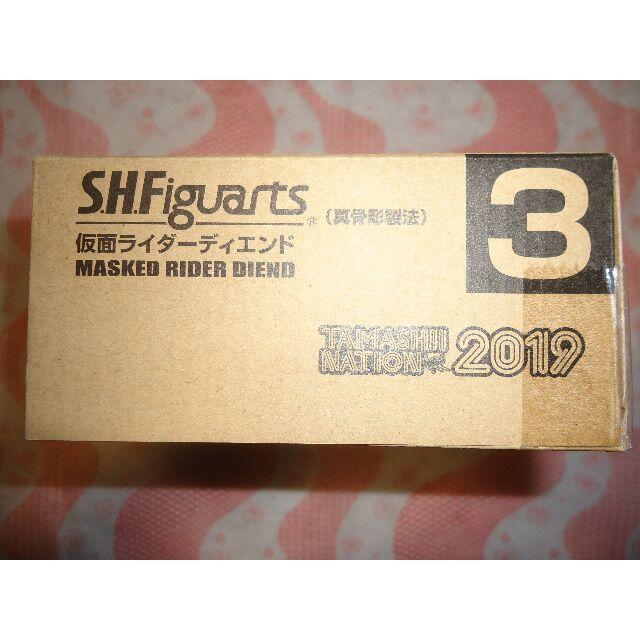 S.H.Figuarts®
(真骨彫製法)
仮面ライダーディエンド
MASKED RIDER DIEND
3
TAMASHII
NATION
2019